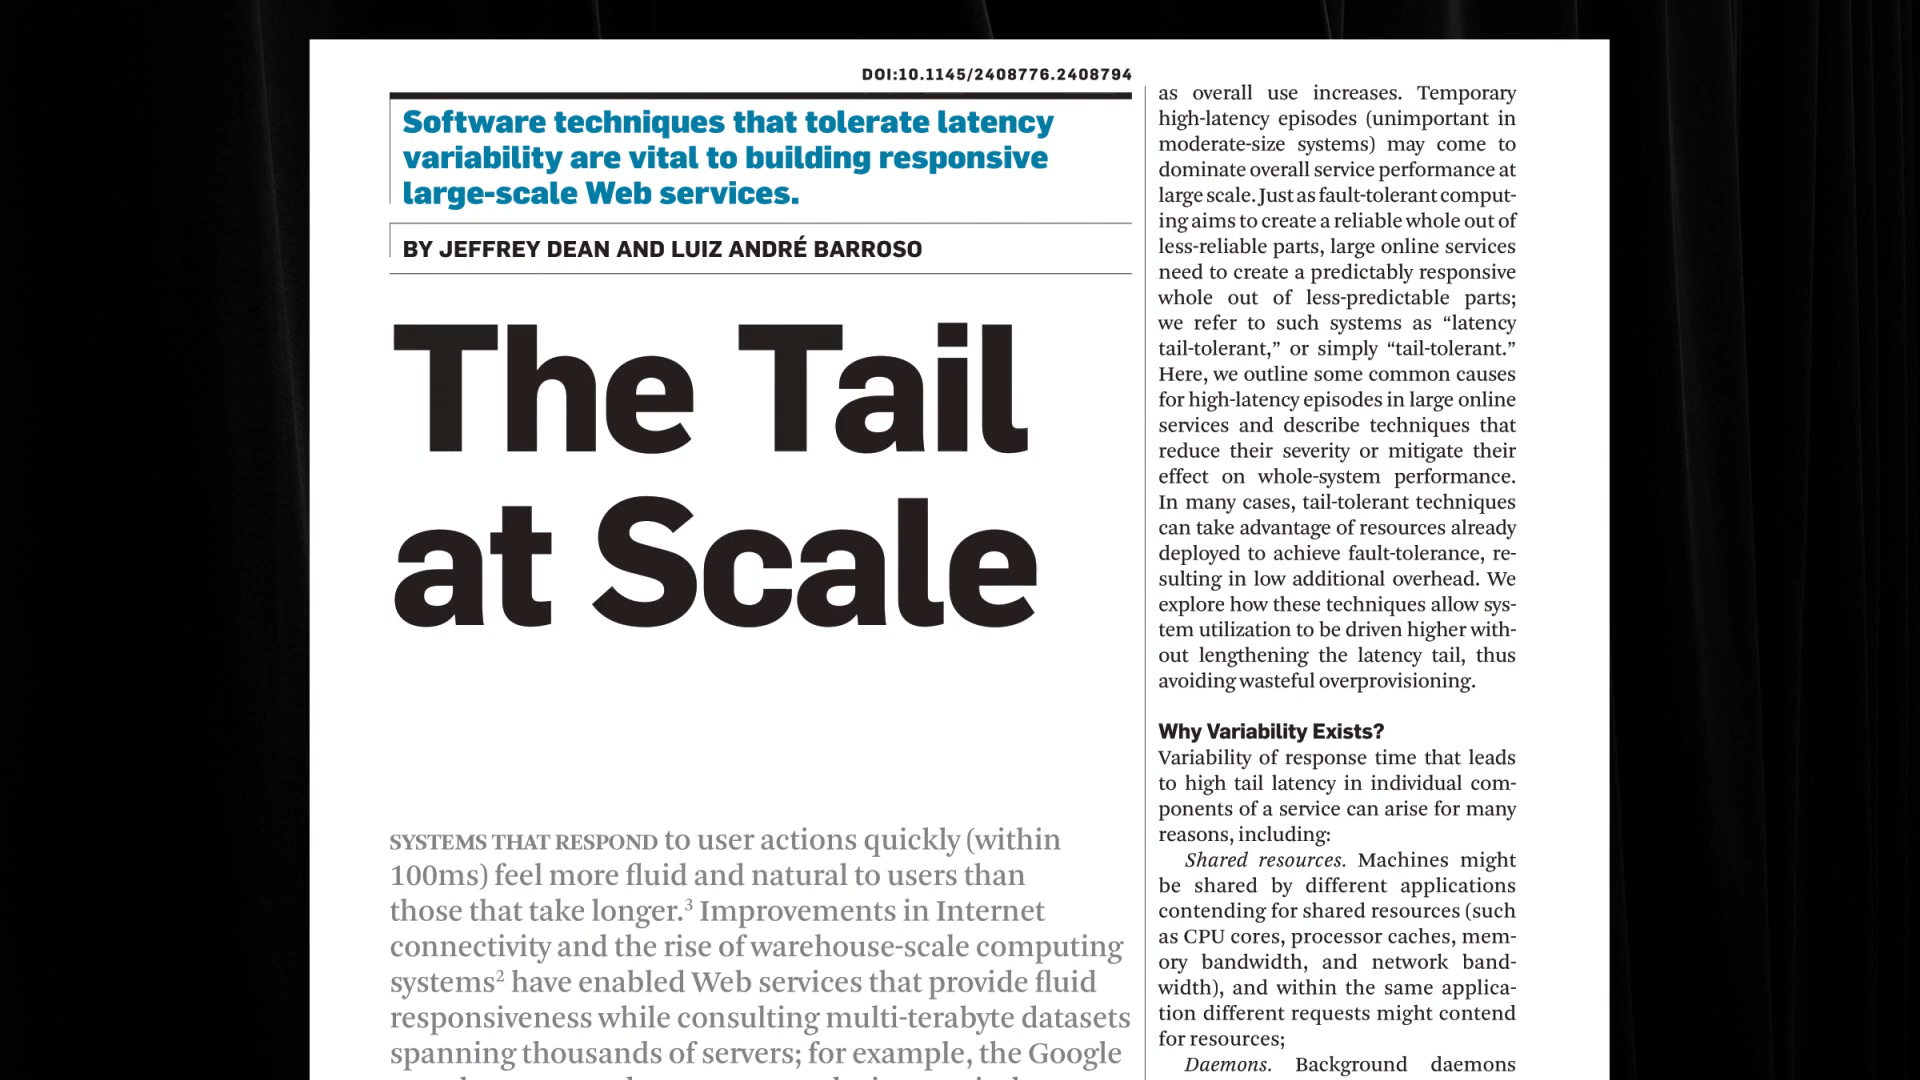 DOI:10.1145/2408776.2408794
Software techniques that tolerate latency
variability are vital to building responsive
large-scale Web services.
BY JEFFREY DEAN AND LUIZ ANDRÉ BARROSO
The Tail
at Scale
SYSTEMS THAT RESPOND to user actions quickly (within
100ms) feel more fluid and natural to users than
those that take longer.³ Improvements in Internet
connectivity and the rise of warehouse-scale computing
systems² have enabled Web services that provide fluid
responsiveness while consulting multi-terabyte datasets
spanning thousands of servers; for example, the Google
as overall use increases. Temporary
high-latency episodes (unimportant in
moderate-size systems) may come to
dominate overall service performance at
large scale. Just as fault-tolerant comput-
ing aims to create a reliable whole out of
less-reliable parts, large online services
need to create a predictably responsive
whole out of less-predictable parts;
we refer to such systems as “latency
tail-tolerant,” or simply “tail-tolerant.”
Here, we outline some common causes
for high-latency episodes in large online
services and describe techniques that
reduce their severity or mitigate their
effect on whole-system performance.
In many cases, tail-tolerant techniques
can take advantage of resources already
deployed to achieve fault-tolerance, re-
sulting in low additional overhead. We
explore how these techniques allow sys-
tem utilization to be driven higher with-
out lengthening the latency tail, thus
avoiding wasteful overprovisioning.
Why Variability Exists?
Variability of response time that leads
to high tail latency in individual com-
ponents of a service can arise for many
reasons, including:
Shared resources. Machines might
be shared by different applications
contending for shared resources (such
as CPU cores, processor caches, mem-
ory bandwidth, and network band-
width), and within the same applica-
tion different requests might contend
for resources;
Daemons. Background daemons